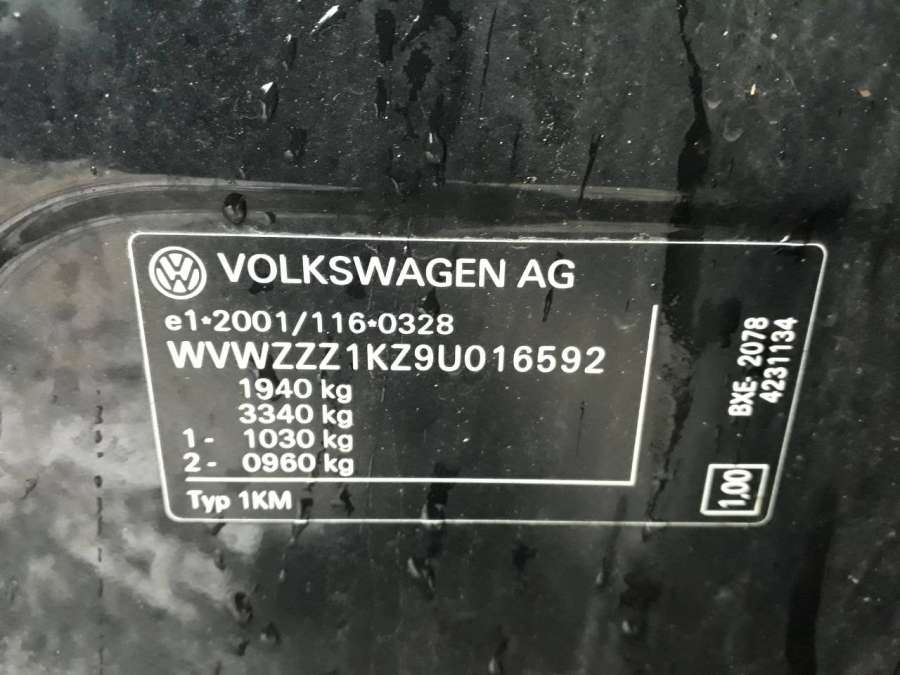 VOLKSWAGEN AG
e1*2001/116*0328
WVWZZZ1KZ9U016592
1940 kg
3340 kg
1- 1030 kg
2- 0960 kg
Typ 1KM
BXE- 2078
4231134
1,00